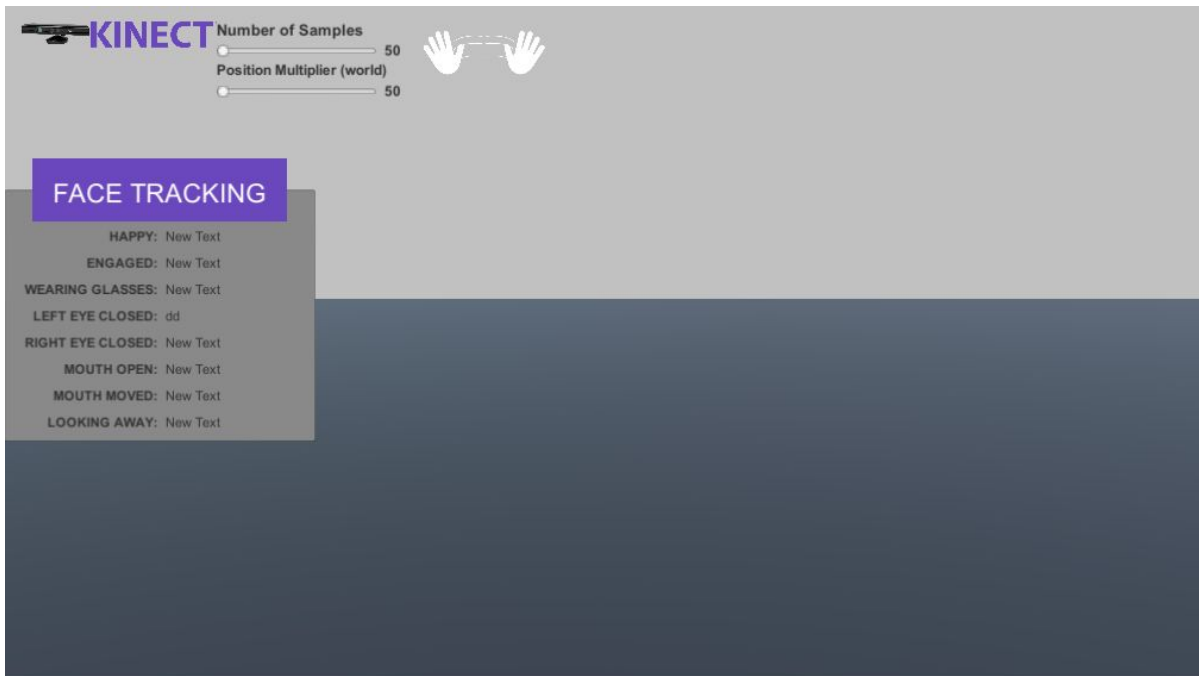 KINECT
Number of Samples
50
Position Multiplier (world)
50
FACE TRACKING
HAPPY: New Text
ENGAGED: New Text
WEARING GLASSES: New Text
LEFT EYE CLOSED: dd
RIGHT EYE CLOSED: New Text
MOUTH OPEN: New Text
MOUTH MOVED: New Text
LOOKING AWAY: New Text